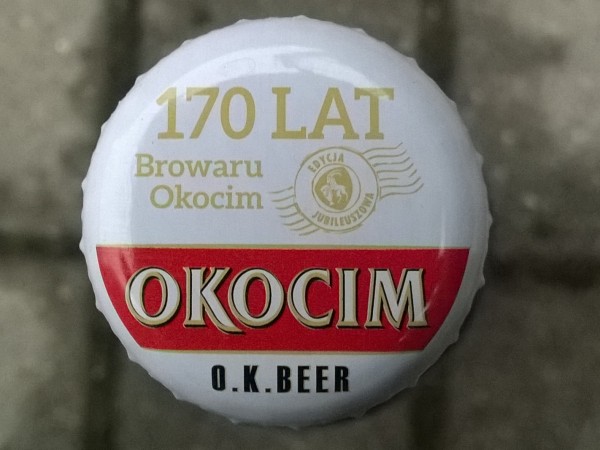 170 LAT
Browaru
Okocim
EDYCJA
JUBILEUSZOWA
OKOCIM
O.K.BEER